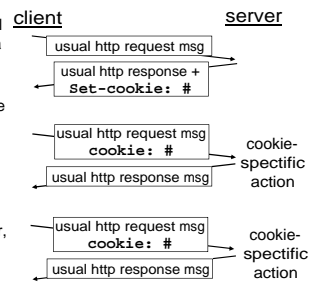 client
server
usual http request msg
usual http response +
Set-cookie: #
usual http request msg
cookie: #
usual http response msg
cookie-
spectific
action
usual http request msg
cookie: #
usual http response msg
cookie-
spectific
action